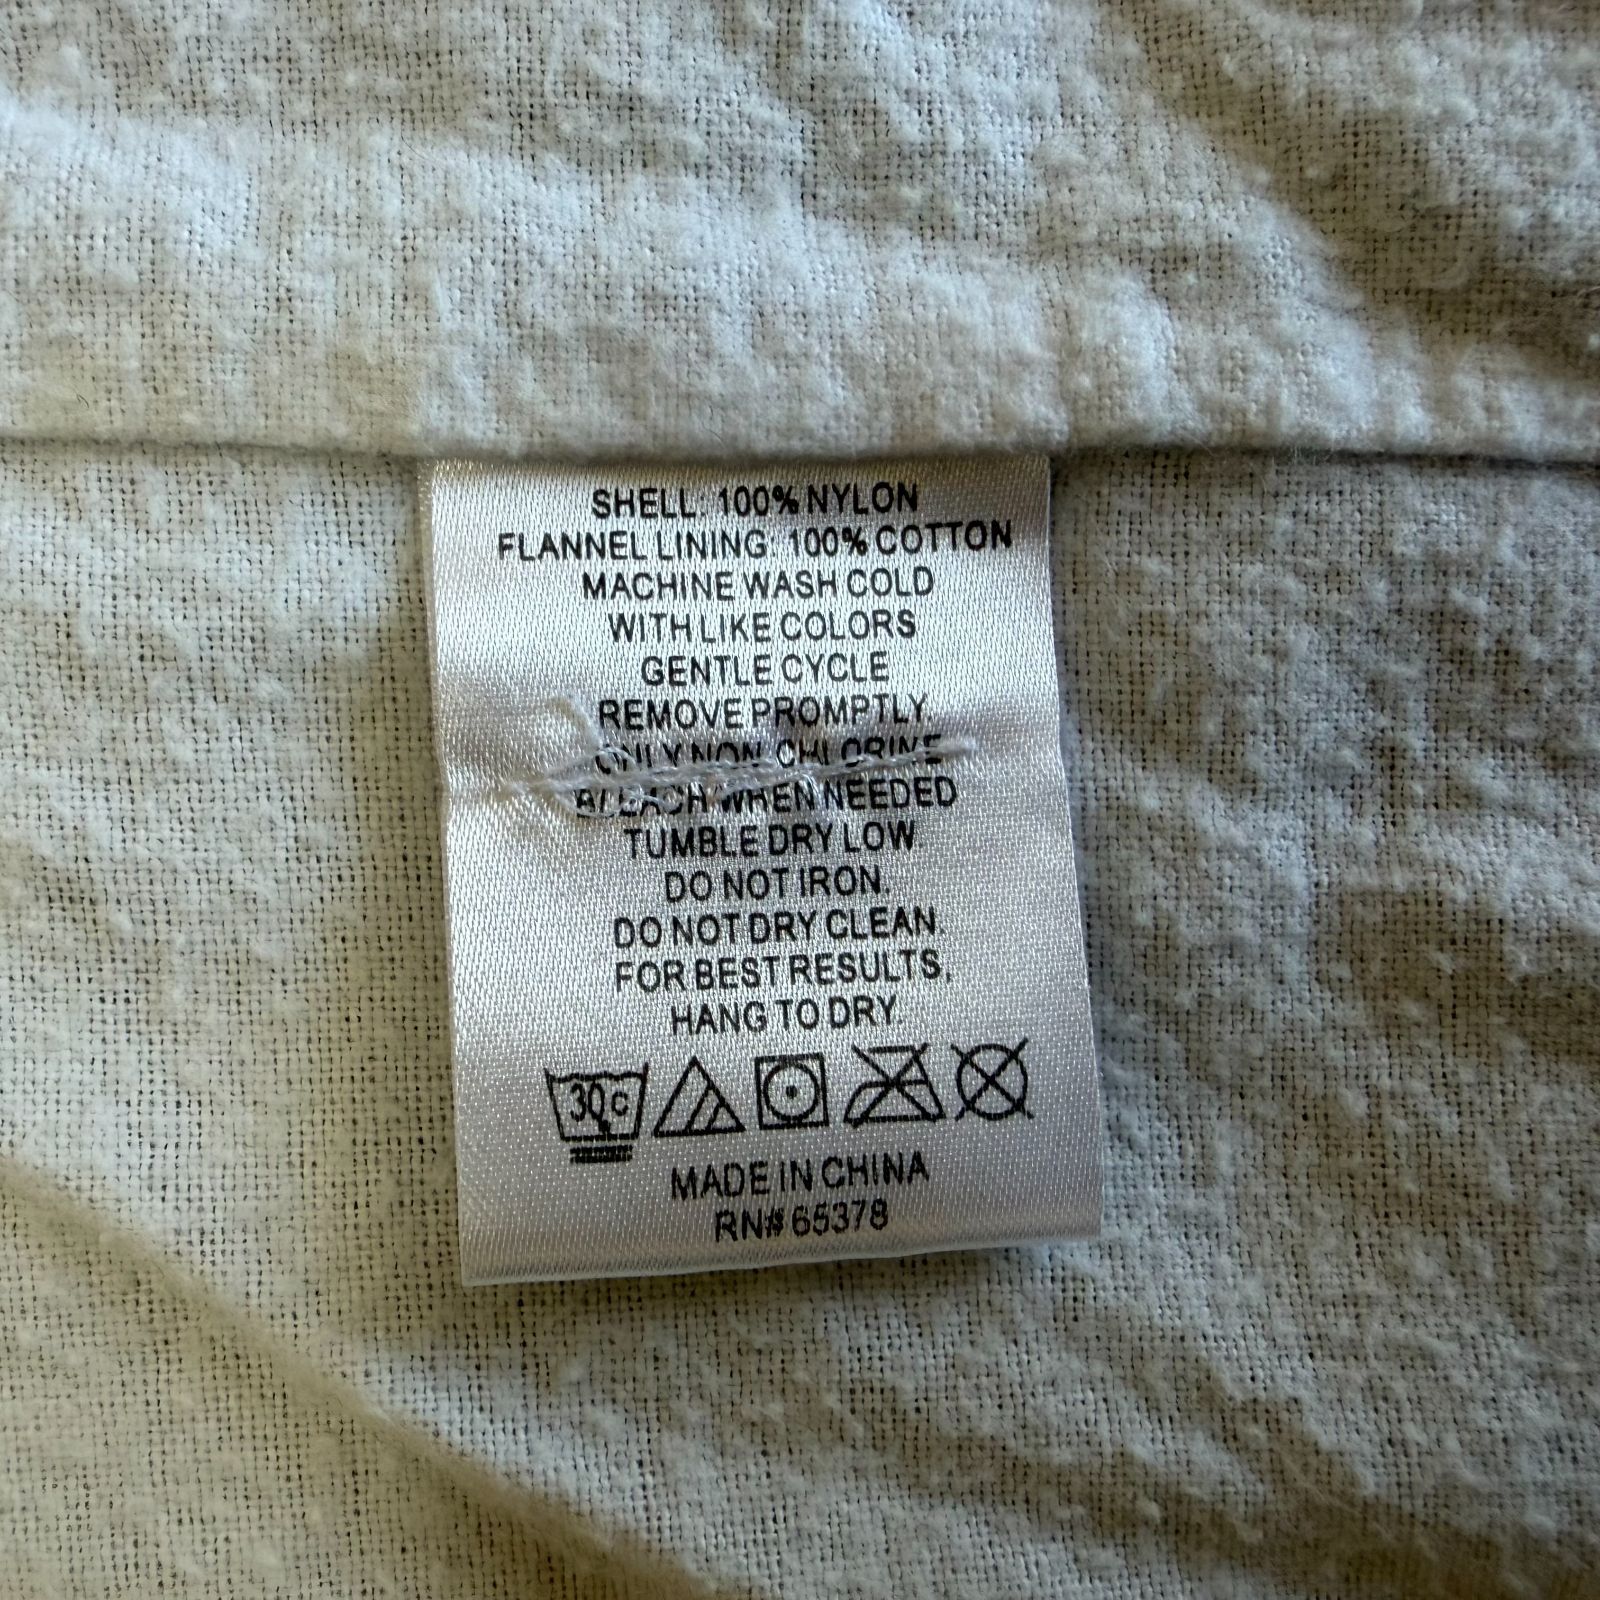 SHELL: 100% NYLON
FLANNEL LINING: 100% COTTON
MACHINE WASH COLD
WITH LIKE COLORS
GENTLE CYCLE
REMOVE PROMPTLY.
ONLY NON CHLORINE
BLEACH WHEN NEEDED
TUMBLE DRY LOW
DO NOT IRON.
DO NOT DRY CLEAN.
FOR BEST RESULTS,
HANG TO DRY.
30°C
MADE IN CHINA
RN# 65378